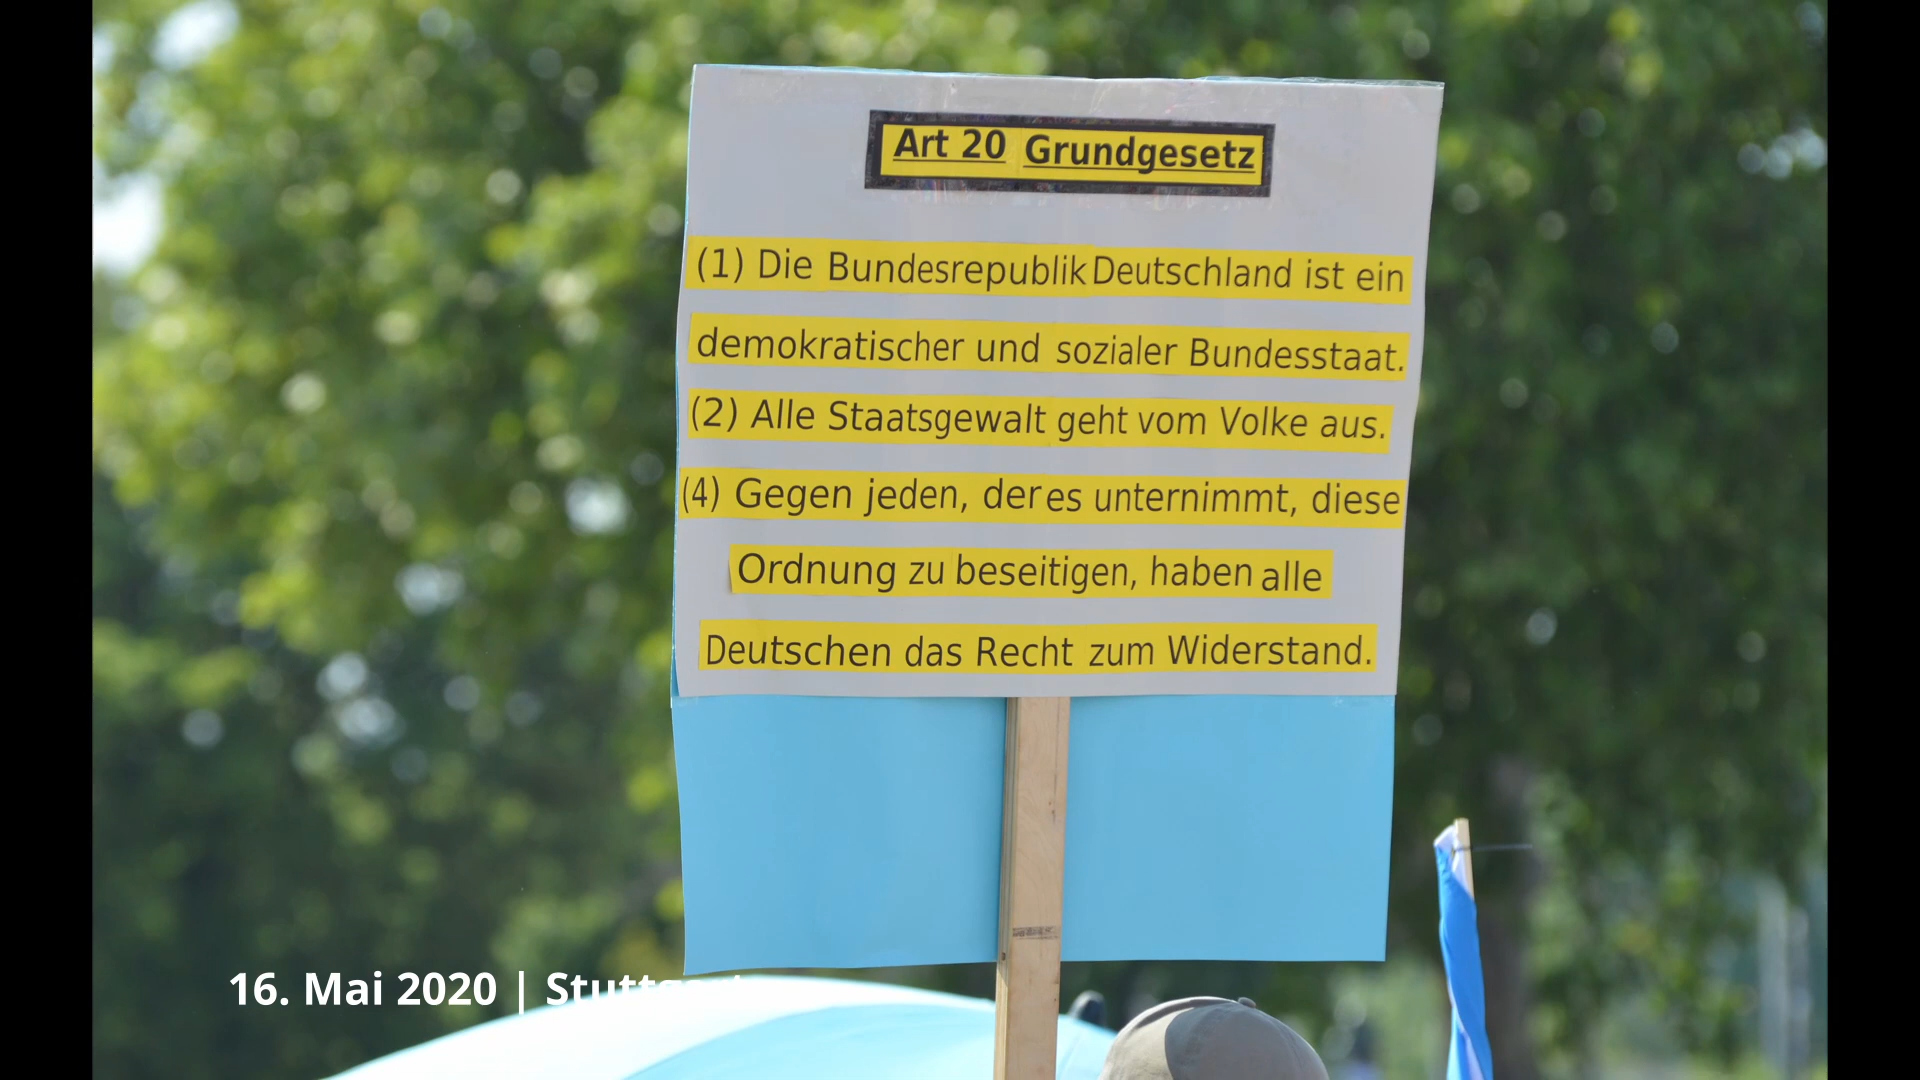 Art 20 Grundgesetz
(1) Die Bundesrepublik Deutschland ist ein
demokratischer und sozialer Bundesstaat.
(2) Alle Staatsgewalt geht vom Volke aus.
(4) Gegen jeden, der es unternimmt, diese
Ordnung zu beseitigen, haben alle
Deutschen das Recht zum Widerstand.
16. Mai 2020 | Stuttgart